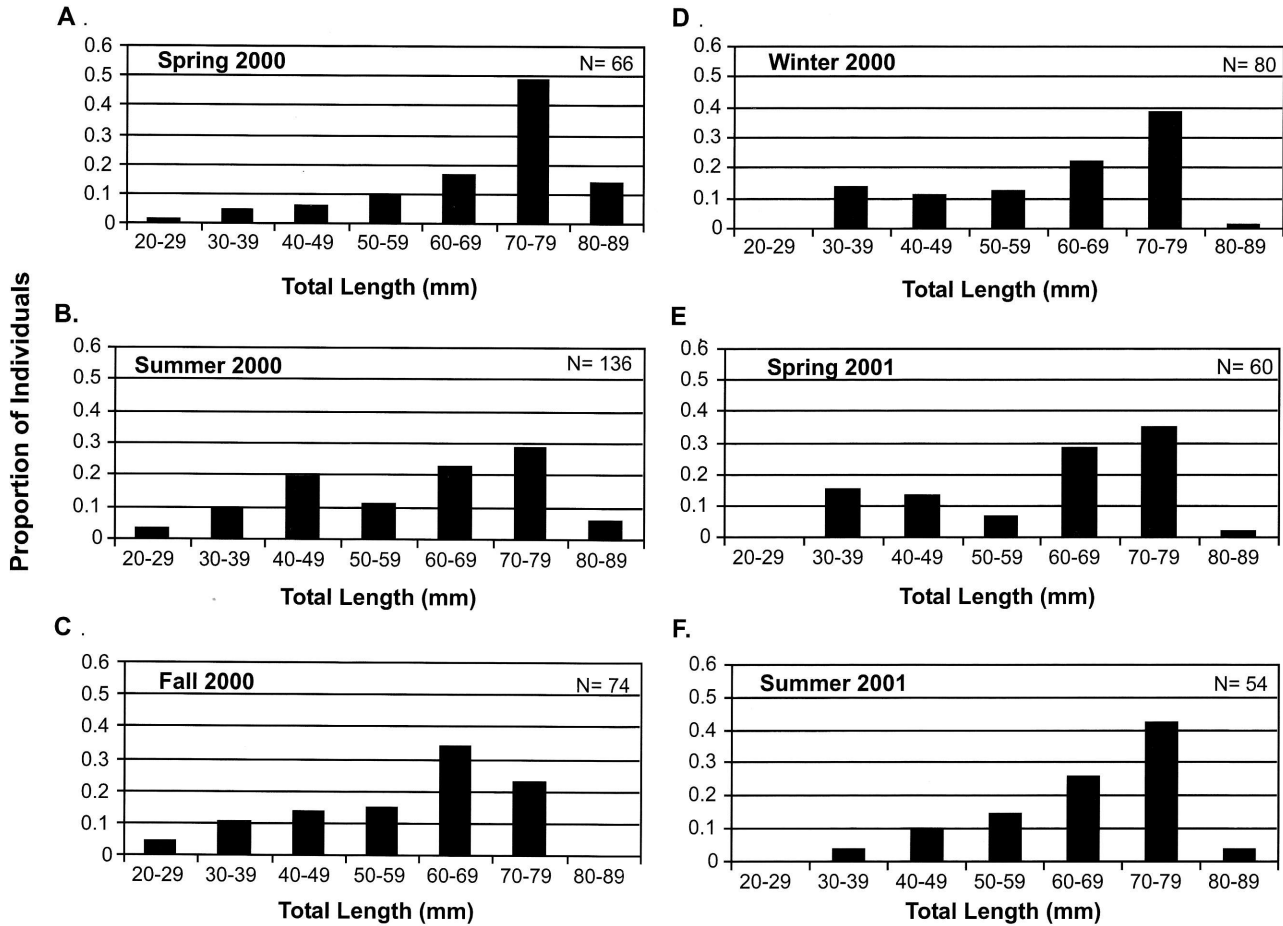 Proportion of Individuals
A .
Spring 2000
N= 66
0.6
0.5
0.4
0.3
0.2
0.1
0
20-29 30-39 40-49 50-59 60-69 70-79 80-89
Total Length (mm)
B.
Summer 2000
N= 136
0.6
0.5
0.4
0.3
0.2
0.1
0
20-29 30-39 40-49 50-59 60-69 70-79 80-89
Total Length (mm)
C .
Fall 2000
N= 74
0.6
0.5
0.4
0.3
0.2
0.1
0
20-29 30-39 40-49 50-59 60-69 70-79 80-89
Total Length (mm)
D .
Winter 2000
N= 80
0.6
0.5
0.4
0.3
0.2
0.1
0
20-29 30-39 40-49 50-59 60-69 70-79 80-89
Total Length (mm)
E
Spring 2001
N= 60
0.6
0.5
0.4
0.3
0.2
0.1
0
20-29 30-39 40-49 50-59 60-69 70-79 80-89
Total Length (mm)
F.
Summer 2001
N= 54
0.6
0.5
0.4
0.3
0.2
0.1
0
20-29 30-39 40-49 50-59 60-69 70-79 80-89
Total Length (mm)